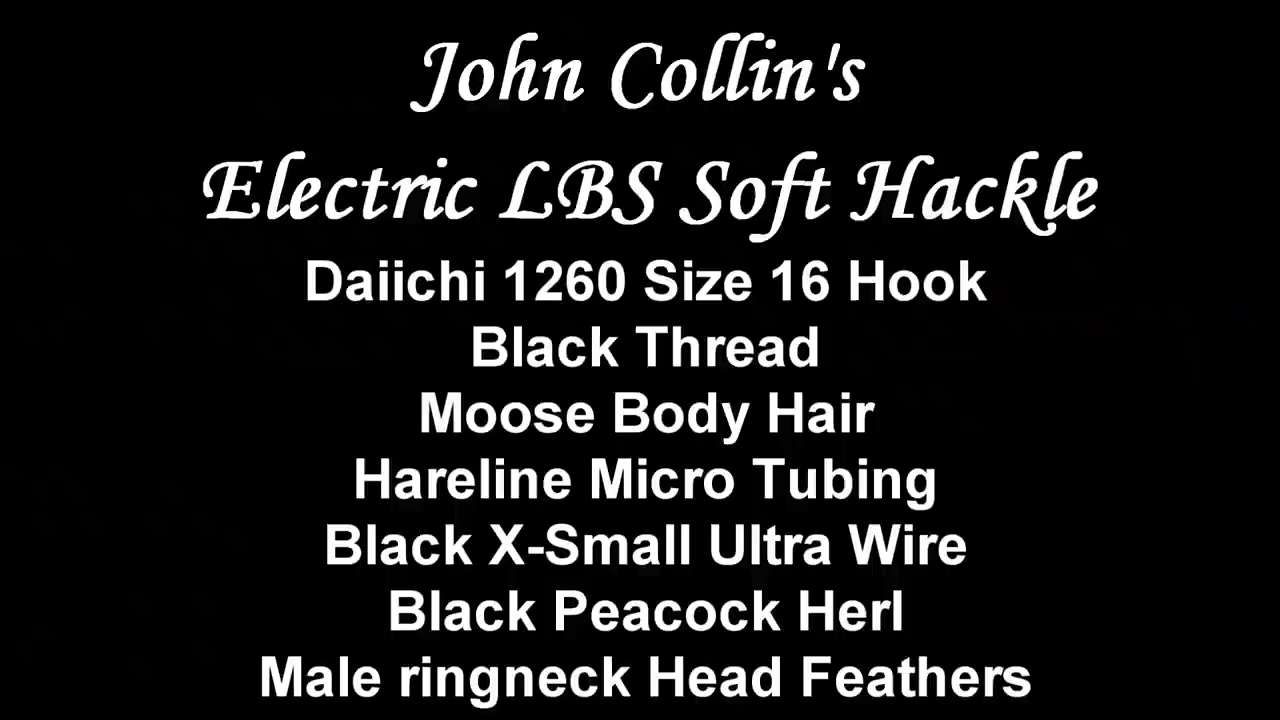 John Collin's
Electric LBS Soft Hackle
Daiichi 1260 Size 16 Hook
Black Thread
Moose Body Hair
Hareline Micro Tubing
Black X-Small Ultra Wire
Black Peacock Herl
Male ringneck Head Feathers